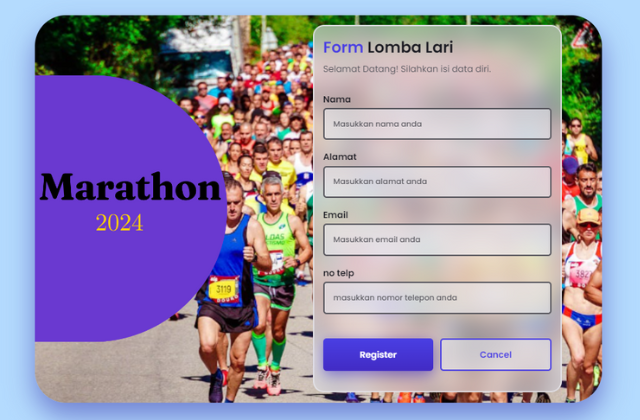 Marathon
2024
Form Lomba Lari
Selamat Datang! Silahkan isi data diri.
Nama
Masukkan nama anda
Alamat
Masukkan alamat anda
Email
Masukkan email anda
no telp
masukkan nomor telepon anda
Register
Cancel
3119